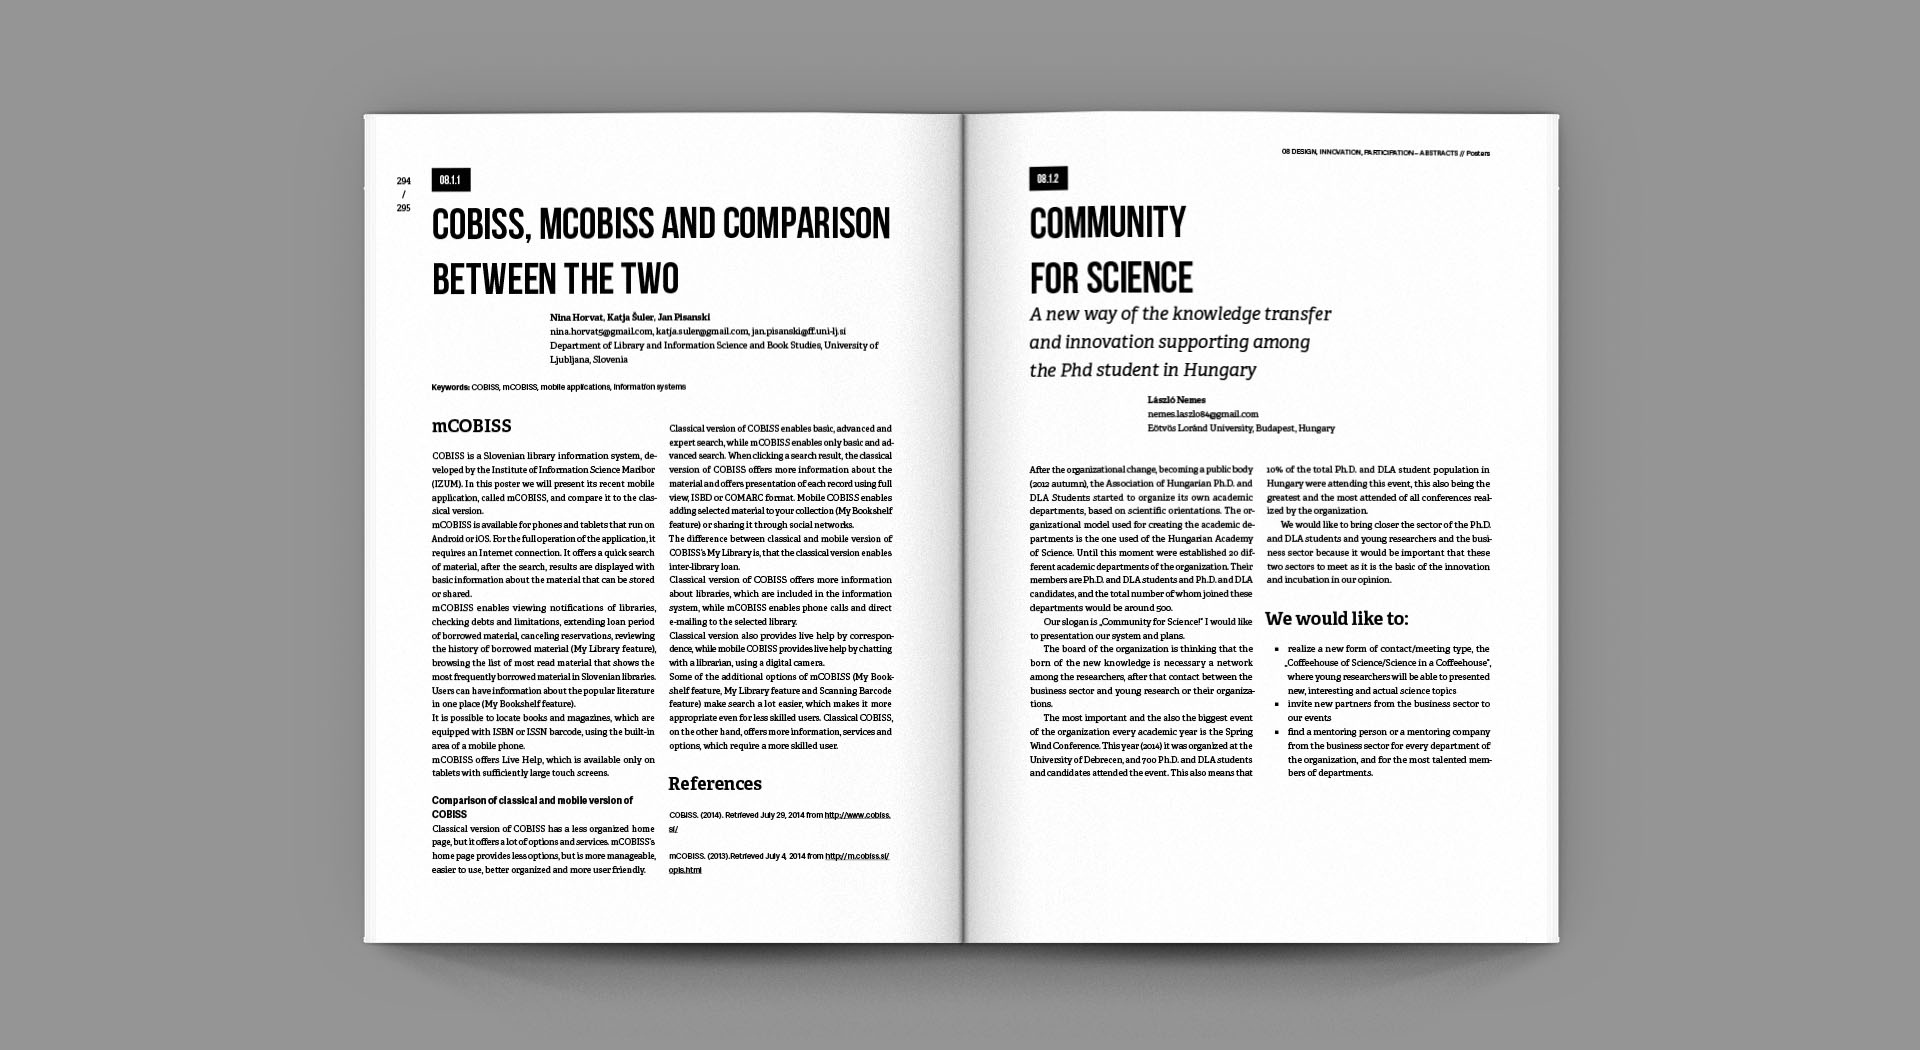 294
/
295
08.1.1
COBISS, MCOBISS AND COMPARISON
BETWEEN THE TWO
Nina Horvat, Katja Šuler, Jan Pisanski
nina.horvat5@gmail.com, katja.suler@gmail.com, jan.pisanski@ff.uni-lj.si
Department of Library and Information Science and Book Studies, University of
Ljubljana, Slovenia
Keywords: COBISS, mCOBISS, mobile applications, information systems
mCOBISS
COBISS is a Slovenian library information system, de-
veloped by the Institute of Information Science Maribor
(IZUM). In this poster we will present its recent mobile
application, called mCOBISS, and compare it to the clas-
sical version.
mCOBISS is available for phones and tablets that run on
Android or iOS. For the full operation of the application, it
requires an Internet connection. It offers a quick search
of material, after the search, results are displayed with
basic information about the material that can be stored
or shared.
mCOBISS enables viewing notifications of libraries,
checking debts and limitations, extending loan period
of borrowed material, canceling reservations, reviewing
the history of borrowed material (My Library feature),
browsing the list of most read material that shows the
most frequently borrowed material in Slovenian libraries.
Users can have information about the popular literature
in one place (My Bookshelf feature).
It is possible to locate books and magazines, which are
equipped with ISBN or ISSN barcode, using the built-in
area of a mobile phone.
mCOBISS offers Live Help, which is available only on
tablets with sufficiently large touch screens.
Comparison of classical and mobile version of
COBISS
Classical version of COBISS has a less organized home
page, but it offers a lot of options and services. mCOBISS's
home page provides less options, but is more manageable,
easier to use, better organized and more user friendly.
Classical version of COBISS enables basic, advanced and
expert search, while mCOBISS enables only basic and ad-
vanced search. When clicking a search result, the classical
version of COBISS offers more information about the
material and offers presentation of each record using full
view, ISBD or COMARC format. Mobile COBISS enables
adding selected material to your collection (My Bookshelf
feature) or sharing it through social networks.
The difference between classical and mobile version of
COBISS's My Library is, that the classical version enables
inter-library loan.
Classical version of COBISS offers more information
about libraries, which are included in the information
system, while mCOBISS enables phone calls and direct
e-mailing to the selected library.
Classical version also provides live help by correspon-
dence, while mobile COBISS provides live help by chatting
with a librarian, using a digital camera.
Some of the additional options of mCOBISS (My Book-
shelf feature, My Library feature and Scanning Barcode
feature) make search a lot easier, which makes it more
appropriate even for less skilled users. Classical COBISS,
on the other hand, offers more information, services and
options, which require a more skilled user.
References
COBISS. (2014). Retrieved July 29, 2014 from http://www.cobiss.
si/
mCOBISS. (2013).Retrieved July 4, 2014 from http://m.cobiss.si/
opis.html
08 DESIGN, INNOVATION, PARTICIPATION– ABSTRACTS // Posters
08.1.2
COMMUNITY
FOR SCIENCE
A new way of the knowledge transfer
and innovation supporting among
the Phd student in Hungary
László Nemes
nemes.laszlo84@gmail.com
Eötvös Loránd University, Budapest, Hungary
After the organizational change, becoming a public body
(2012 autumn), the Association of Hungarian Ph.D. and
DLA Students started to organize its own academic
departments, based on scientific orientations. The or-
ganizational model used for creating the academic de-
partments is the one used of the Hungarian Academy
of Science. Until this moment were established 20 dif-
ferent academic departments of the organization. Their
members are Ph.D. and DLA students and Ph.D. and DLA
candidates, and the total number of whom joined these
departments would be around 500.
Our slogan is „Community for Science!" I would like
to presentation our system and plans.
The board of the organization is thinking that the
born of the new knowledge is necessary a network
among the researchers, after that contact between the
business sector and young research or their organiza-
tions.
The most important and the also the biggest event
of the organization every academic year is the Spring
Wind Conference. This year (2014) it was organized at the
University of Debrecen, and 700 Ph.D. and DLA students
and candidates attended the event. This also means that
10% of the total Ph.D. and DLA student population in
Hungary were attending this event, this also being the
greatest and the most attended of all conferences real-
ized by the organization.
We would like to bring closer the sector of the Ph.D.
and DLA students and young researchers and the busi-
ness sector because it would be important that these
two sectors to meet as it is the basic of the innovation
and incubation in our opinion.
We would like to:
▪ realize a new form of contact/meeting type, the
„Coffeehouse of Science/Science in a Coffeehouse",
where young researchers will be able to presented
new, interesting and actual science topics
▪ invite new partners from the business sector to
our events
▪ find a mentoring person or a mentoring company
from the business sector for every department of
the organization, and for the most talented mem-
bers of departments.